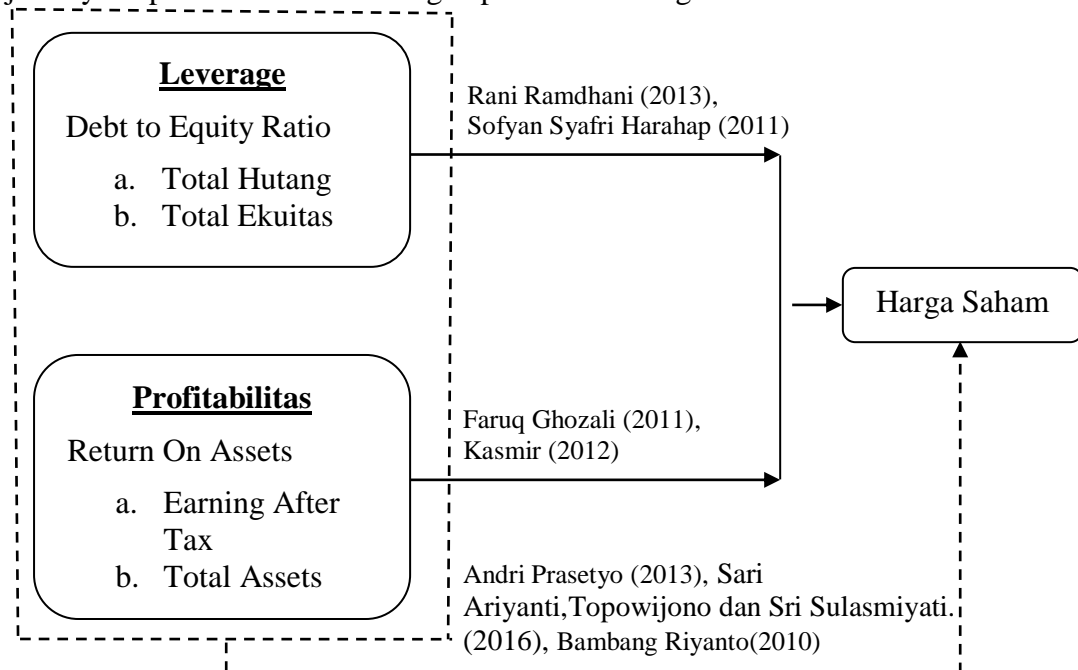 Leverage
Debt to Equity Ratio
a. Total Hutang
b. Total Ekuitas
Rani Ramdhani (2013),
Sofyan Syafri Harahap (2011)
Harga Saham
Profitabilitas
Return On Assets
a. Earning After
Tax
b. Total Assets
Faruq Ghozali (2011),
Kasmir (2012)
Andri Prasetyo (2013), Sari
Ariyanti,Topowijono dan Sri Sulasmiyati.
(2016), Bambang Riyanto(2010)